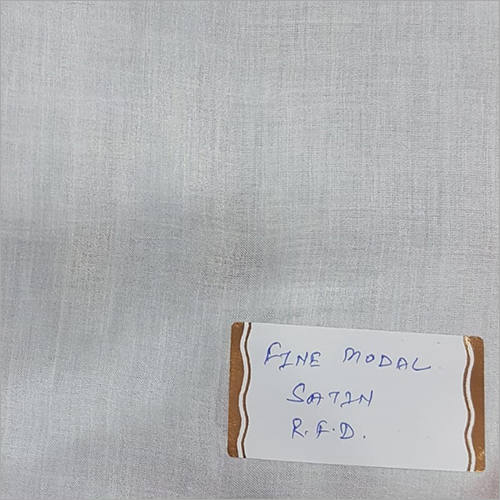 FINE MODAL
SATIN
R.F.D.